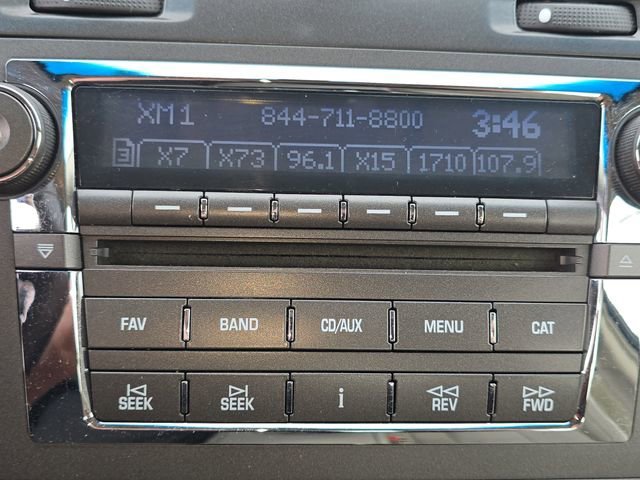 XM1 844-711-8800 3:46
3 X7 X73 96.1 X15 1710 107.9
FAV BAND CD/AUX MENU CAT
SEEK SEEK i REV FWD